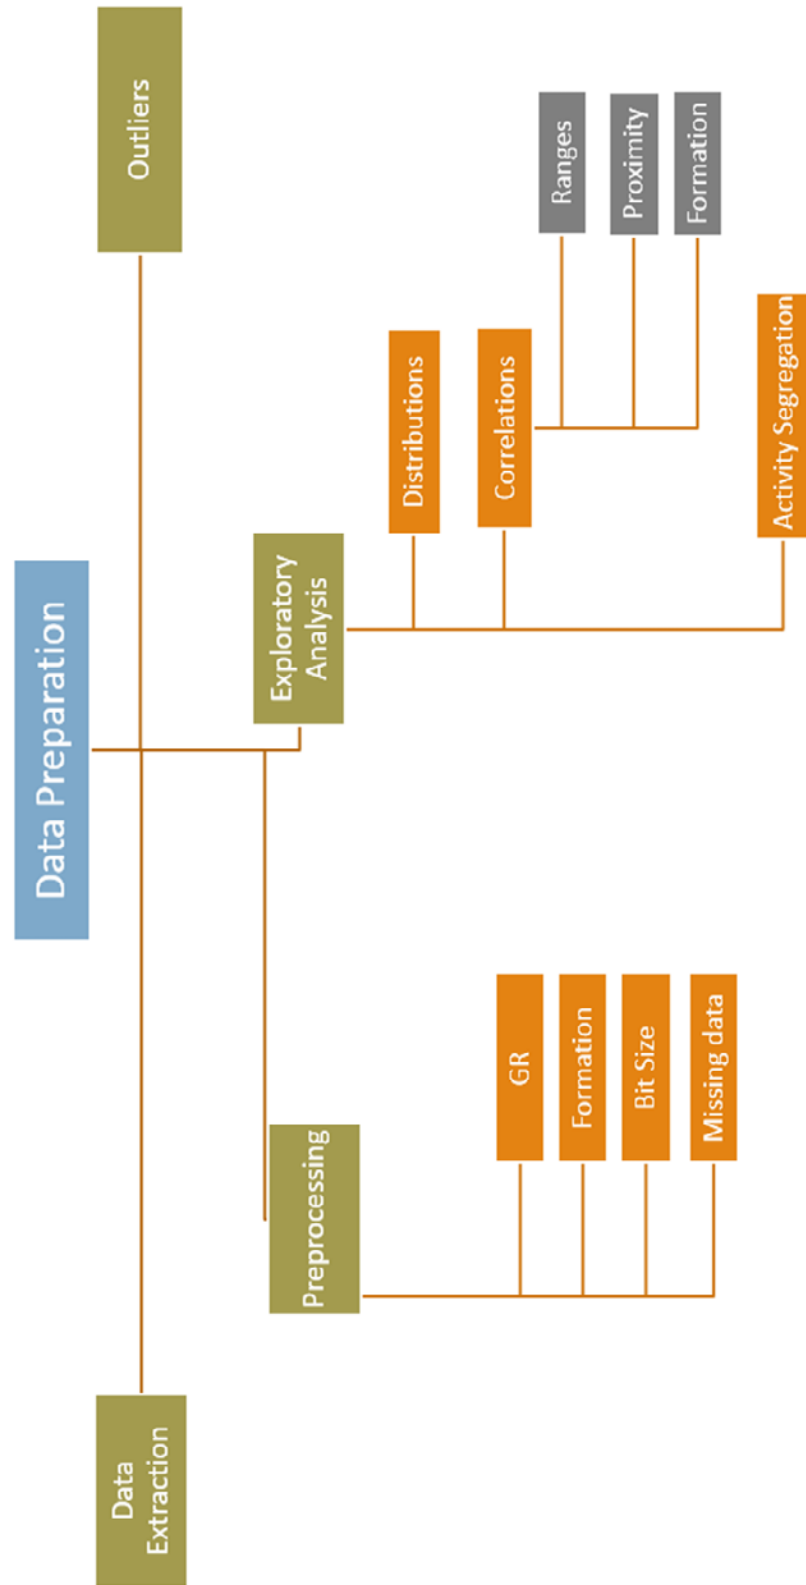 Data Preparation
Data
Extraction
Outliers
Preprocessing
Exploratory
Analysis
GR
Formation
Bit Size
Missing data
Distributions
Correlations
Ranges
Proximity
Formation
Activity Segregation